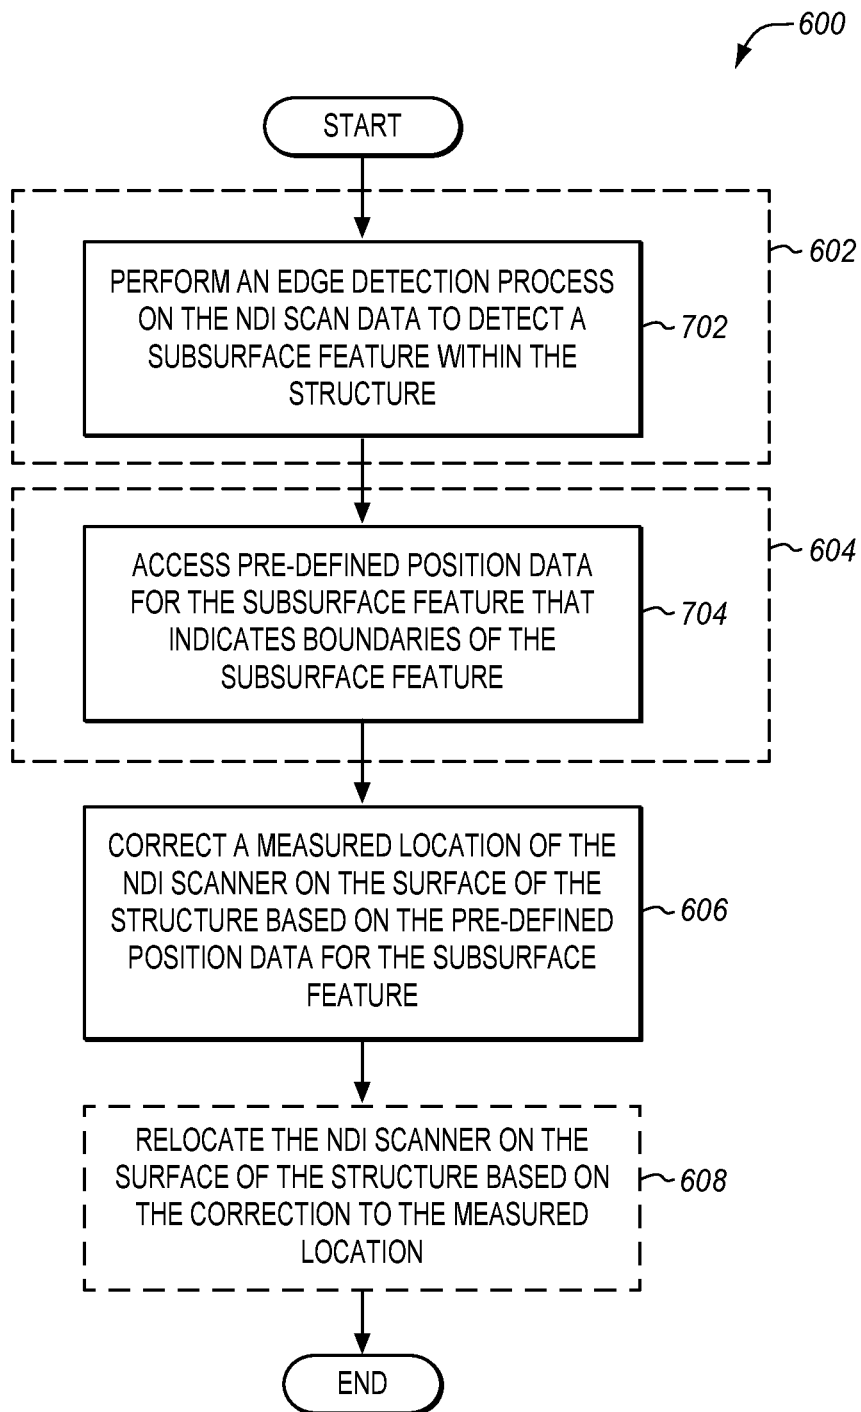 600
START
602
PERFORM AN EDGE DETECTION PROCESS
ON THE NDI SCAN DATA TO DETECT A
SUBSURFACE FEATURE WITHIN THE
STRUCTURE
702
604
ACCESS PRE-DEFINED POSITION DATA
FOR THE SUBSURFACE FEATURE THAT
INDICATES BOUNDARIES OF THE
SUBSURFACE FEATURE
704
CORRECT A MEASURED LOCATION OF THE
NDI SCANNER ON THE SURFACE OF THE
STRUCTURE BASED ON THE PRE-DEFINED
POSITION DATA FOR THE SUBSURFACE
FEATURE
606
RELOCATE THE NDI SCANNER ON THE
SURFACE OF THE STRUCTURE BASED ON
THE CORRECTION TO THE MEASURED
LOCATION
608
END